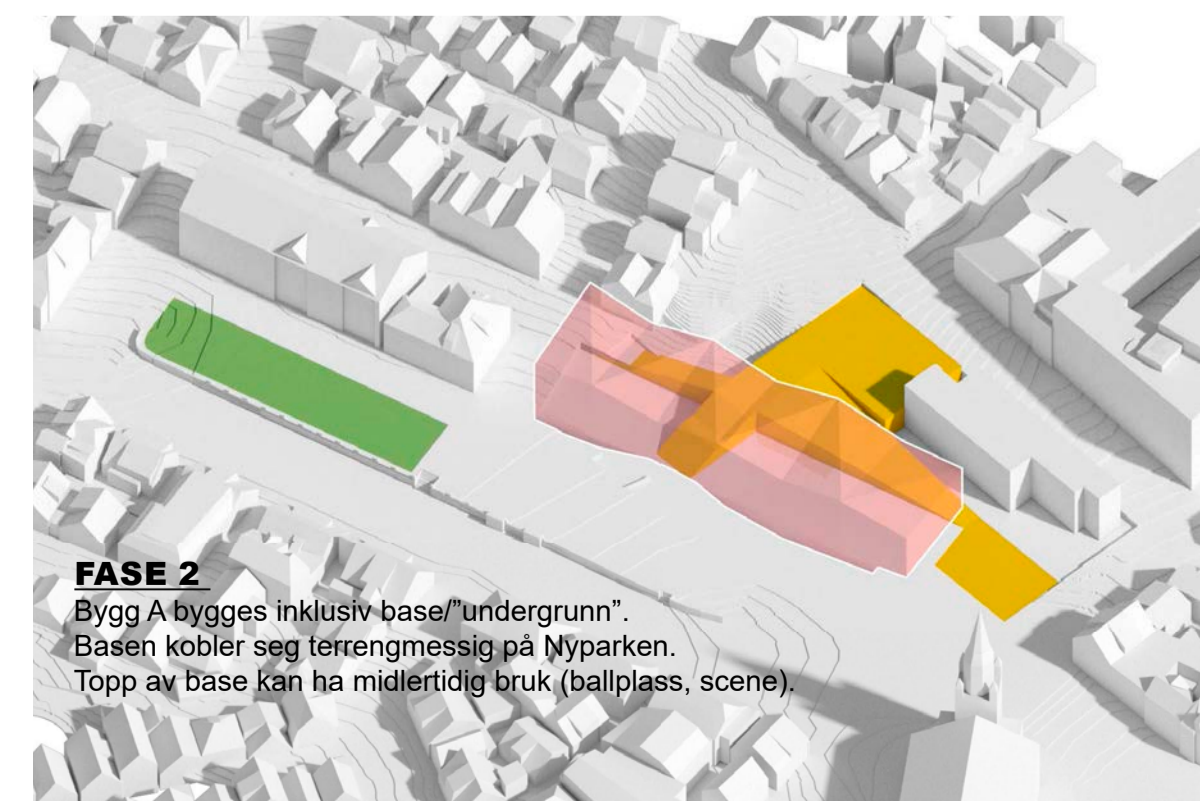 FASE 2
Bygg A bygges inklusiv base/”undergrunn”.
Basen kobler seg terrengmessig på Nyparken.
Topp av base kan ha midlertidig bruk (ballplass, scene).